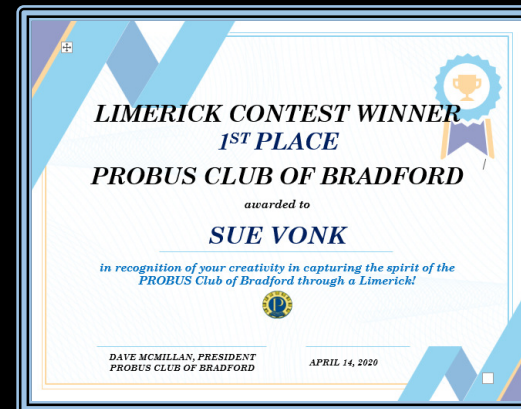 LIMERICK CONTEST WINNER
1ST PLACE
PROBUS CLUB OF BRADFORD
awarded to
SUE VONK
in recognition of your creativity in capturing the spirit of the
PROBUS Club of Bradford through a Limerick!
P
DAVE MCMILLAN, PRESIDENT
PROBUS CLUB OF BRADFORD
APRIL 14, 2020